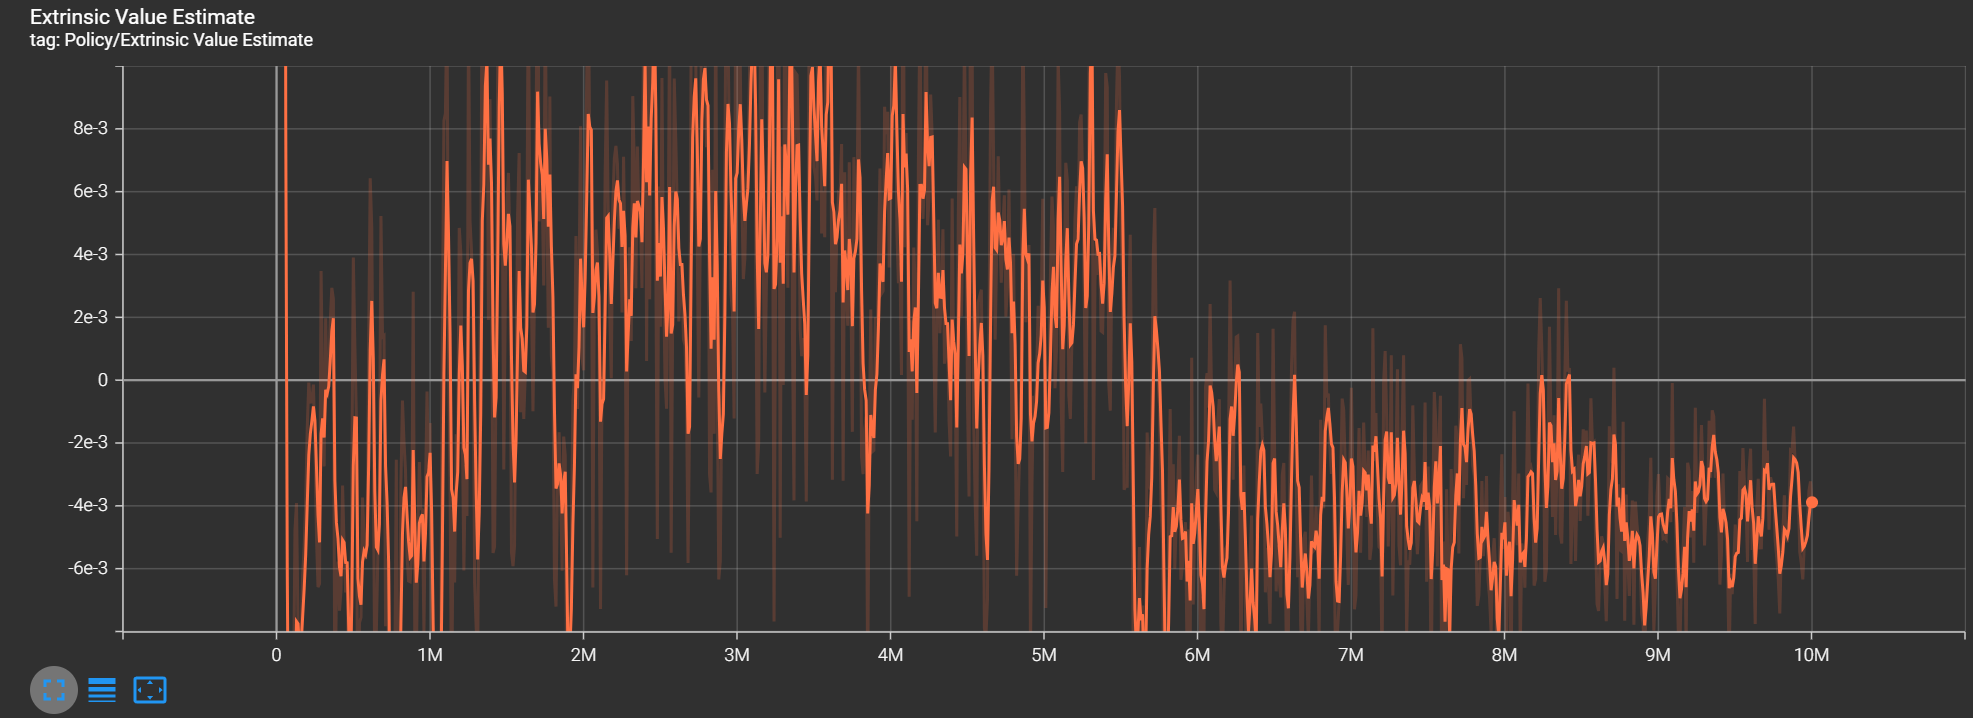 Extrinsic Value Estimate
tag: Policy/Extrinsic Value Estimate
8e-3
6e-3
4e-3
2e-3
0
-2e-3
-4e-3
-6e-3
0 1M 2M 3M 4M 5M 6M 7M 8M 9M 10M